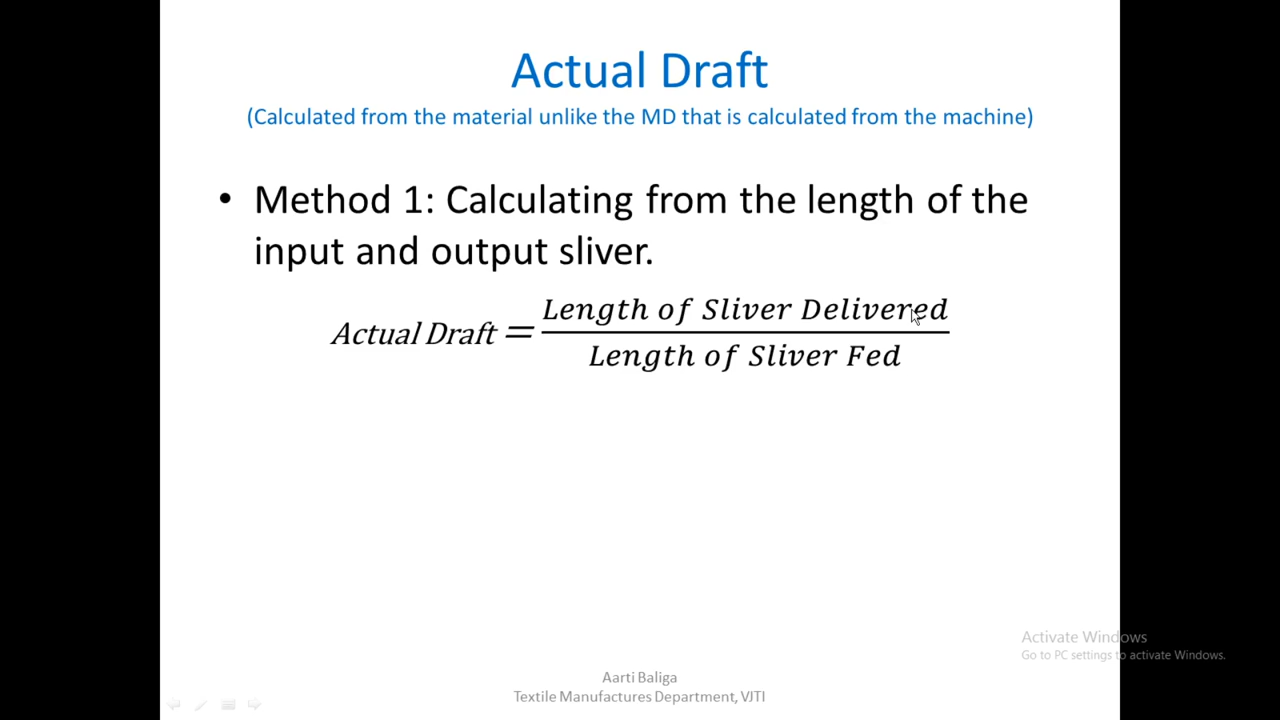 Actual Draft
(Calculated from the material unlike the MD that is calculated from the machine)
• Method 1: Calculating from the length of the
input and output sliver.
Actual Draft = Length of Sliver Delivered
Length of Sliver Fed
Activate Windows
Go to PC settings to activate Windows.
Aarti Baliga
Textile Manufactures Department, VJTI